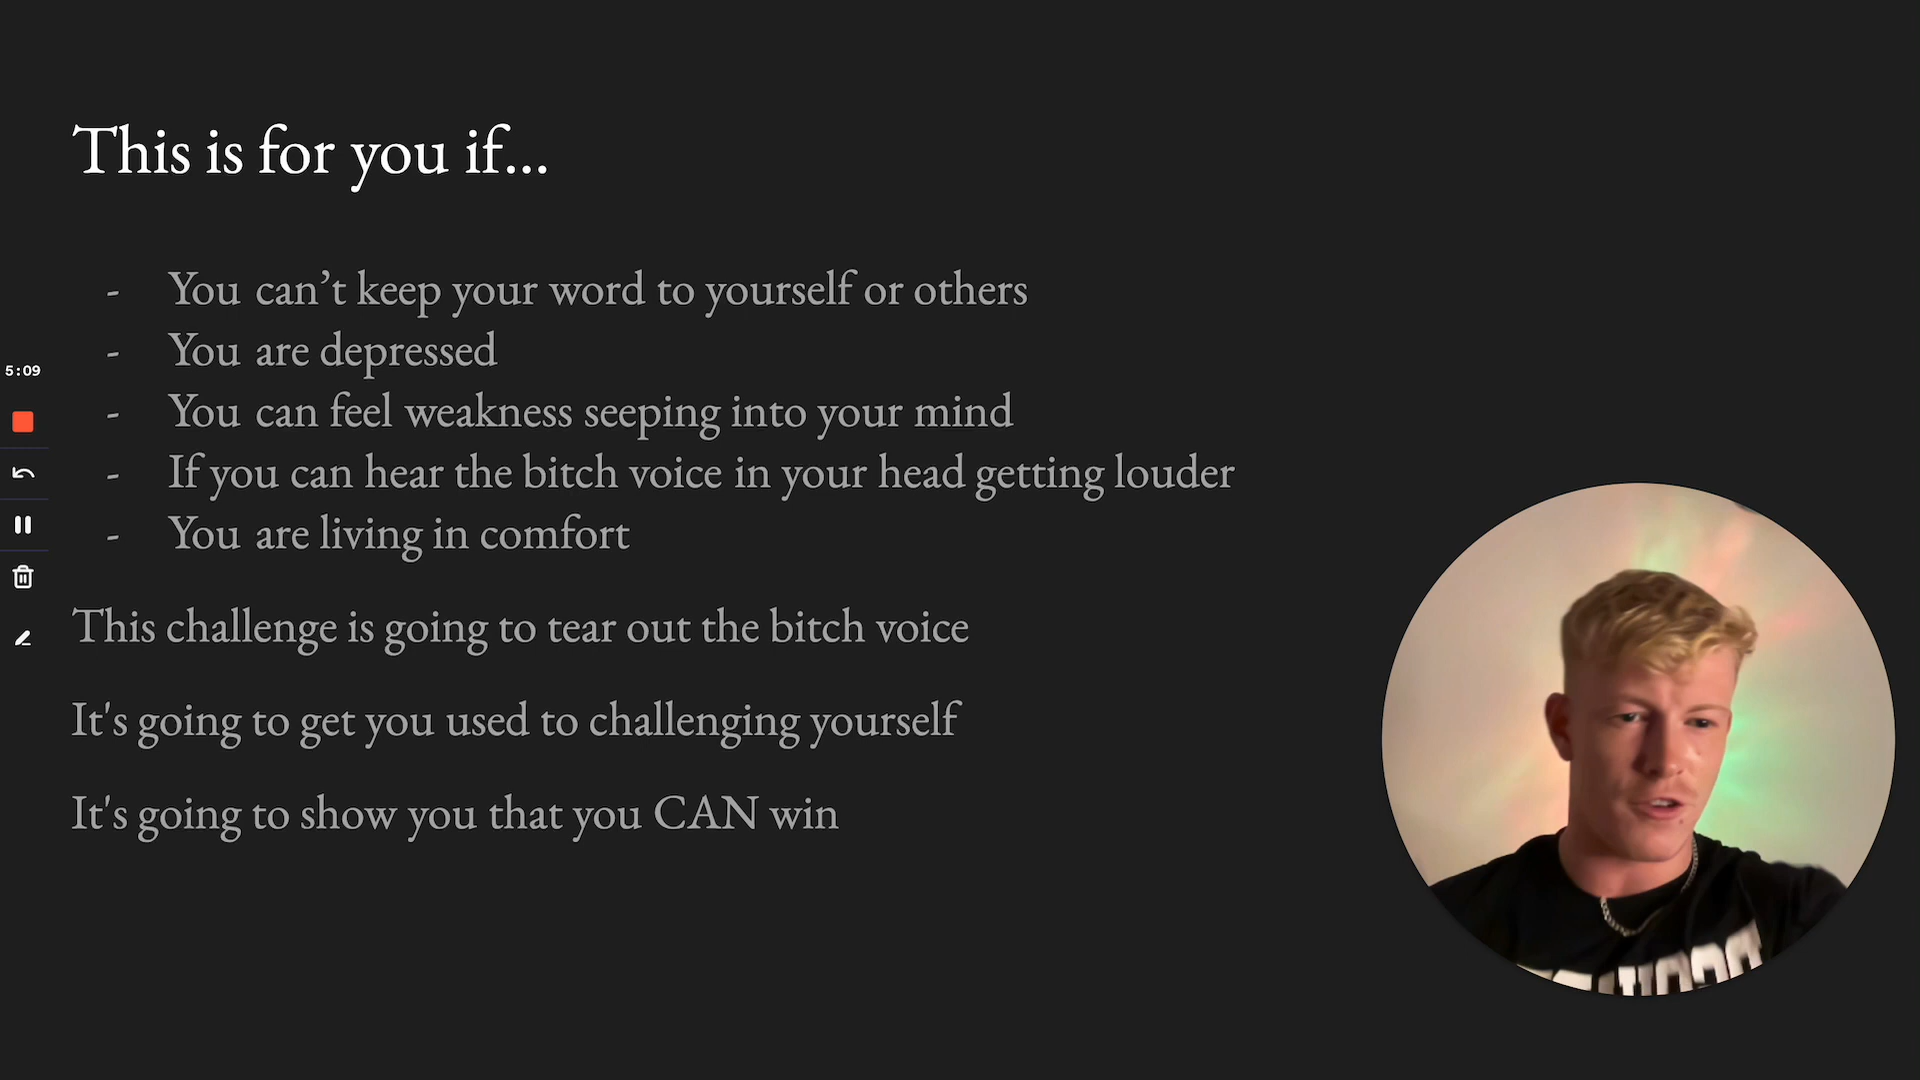 This is for you if...
- You can’t keep your word to yourself or others
- You are depressed
- You can feel weakness seeping into your mind
- If you can hear the bitch voice in your head getting louder
- You are living in comfort
This challenge is going to tear out the bitch voice
It's going to get you used to challenging yourself
It's going to show you that you CAN win
5:09